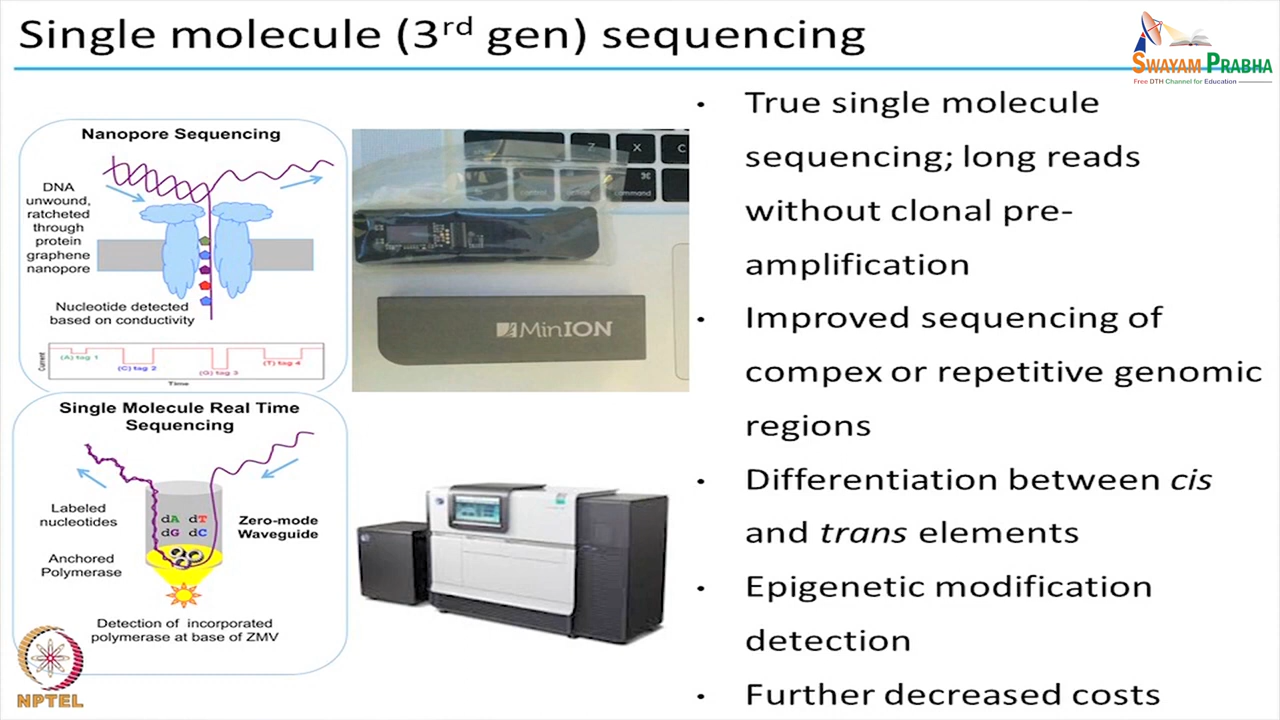 Single molecule (3rd gen) sequencing
SWAYAM PRABHA
Free DTH Channel for Education
Nanopore Sequencing
DNA
unwound,
ratcheted
through
protein
graphene
nanopore
Nucleotide detected
based on conductivity
Current
(A) tag 1
(C) tag 2
(G) tag 3
(T) tag 4
Time
Z
X
C
control
option
command
MinION
Single Molecule Real Time
Sequencing
Labeled
nucleotides
dA dT
dG dC
Zero-mode
Waveguide
Anchored
Polymerase
Detection of incorporated
polymerase at base of ZMV
NPTEL
• True single molecule
sequencing; long reads
without clonal pre-
amplification
• Improved sequencing of
compex or repetitive genomic
regions
• Differentiation between cis
and trans elements
• Epigenetic modification
detection
• Further decreased costs